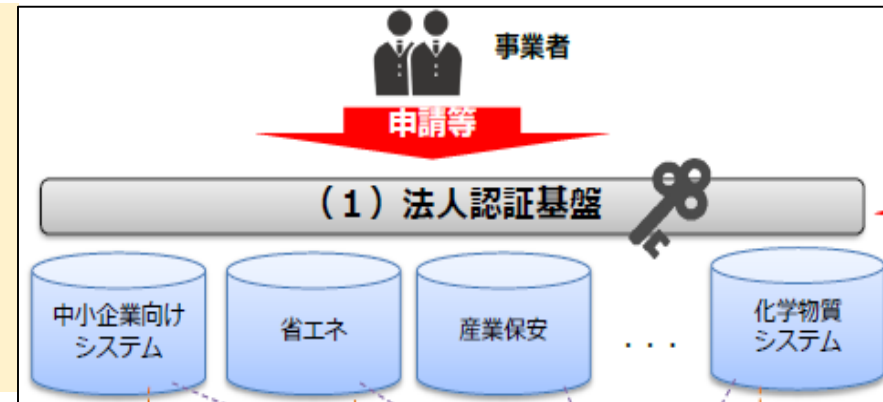 事業者
申請等
（１）法人認証基盤
中小企業向け
システム
省エネ
産業保安
・・・
化学物質
システム